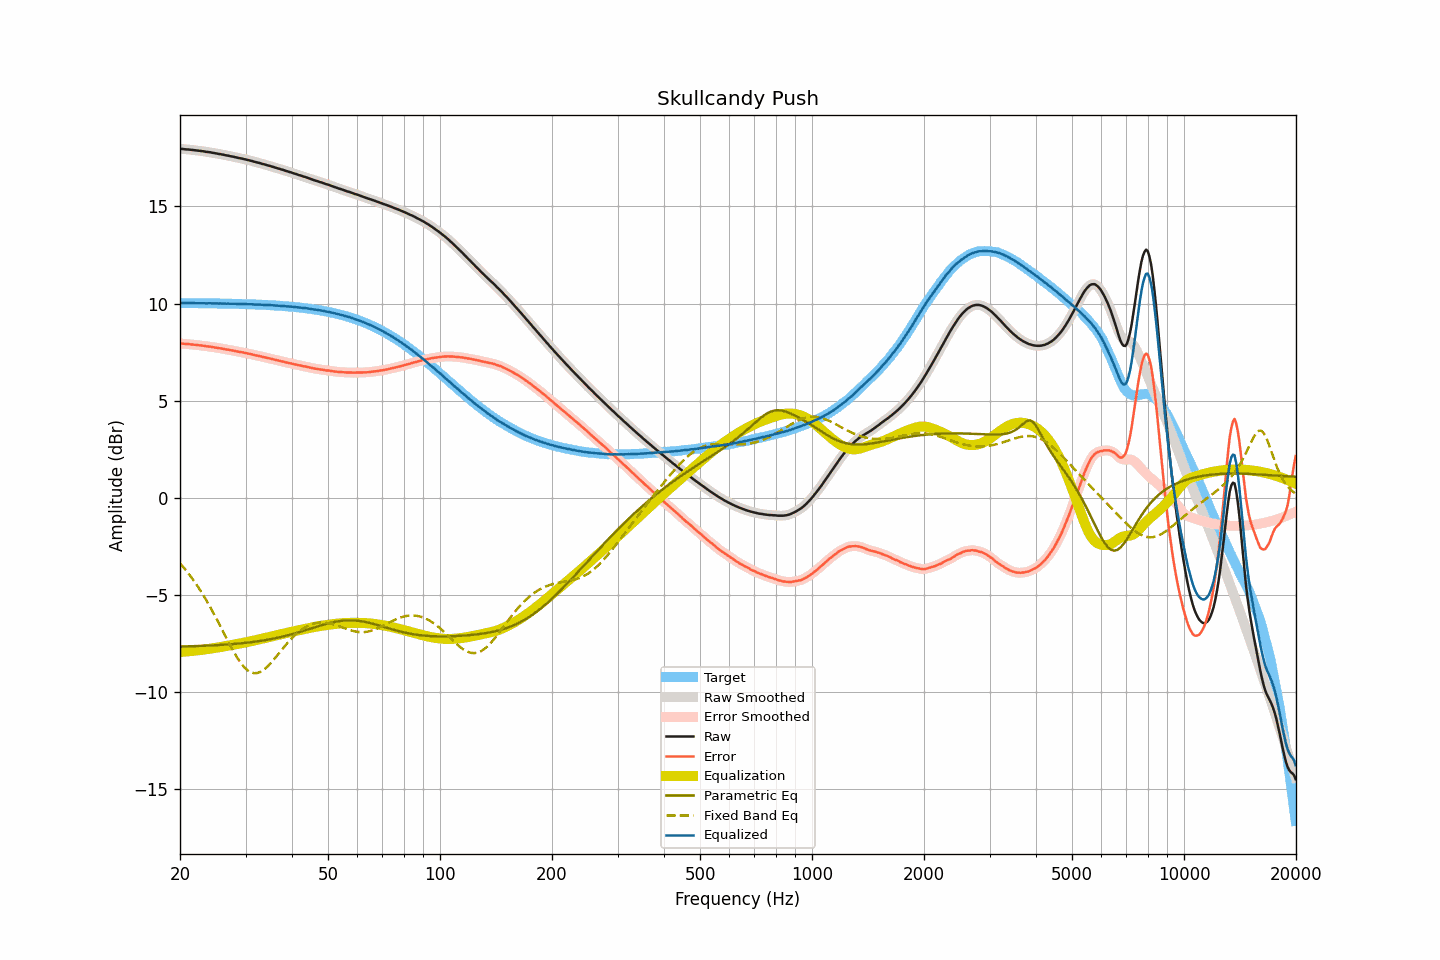 Skullcandy Push
Amplitude (dBr)
15
10
5
0
−5
−10
−15
Target
Raw Smoothed
Error Smoothed
Raw
Error
Equalization
Parametric Eq
Fixed Band Eq
Equalized
20 50 100 200 500 1000 2000 5000 10000 20000
Frequency (Hz)